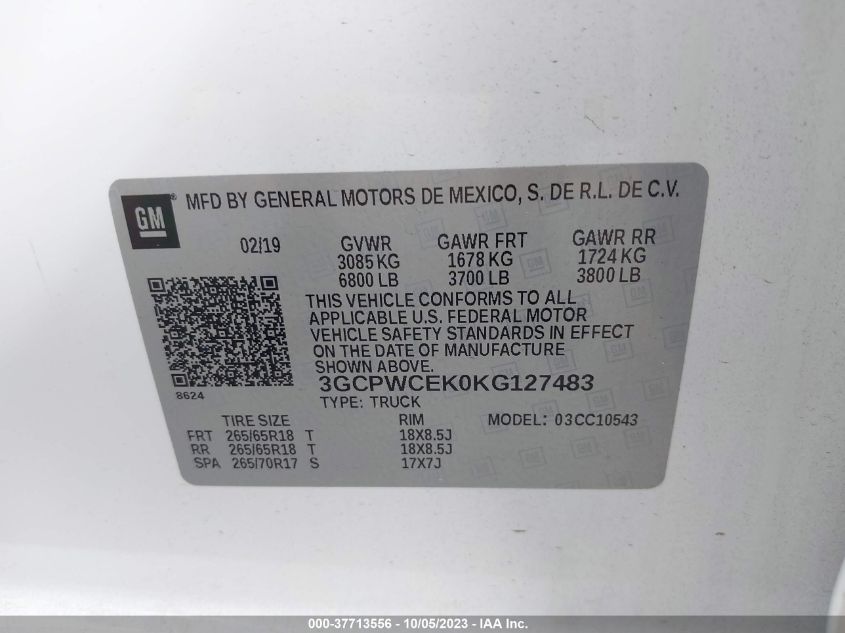 GM® MFD BY GENERAL MOTORS DE MEXICO, S. DE R.L. DE C.V.
02/19 GVWR GAWR FRT GAWR RR
3085 KG 1678 KG 1724 KG
6800 LB 3700 LB 3800 LB
THIS VEHICLE CONFORMS TO ALL
APPLICABLE U.S. FEDERAL MOTOR
VEHICLE SAFETY STANDARDS IN EFFECT
ON THE DATE OF MANUFACTURE
SHOWN ABOVE.
8624
3GCPWCEK0KG127483
TYPE: TRUCK
TIRE SIZE RIM MODEL: 03CC10543
FRT 265/65R18 T 18X8.5J
RR 265/65R18 T 18X8.5J
SPA 265/70R17 S 17X7J
000-37713556 - 10/05/2023 - IAA Inc.